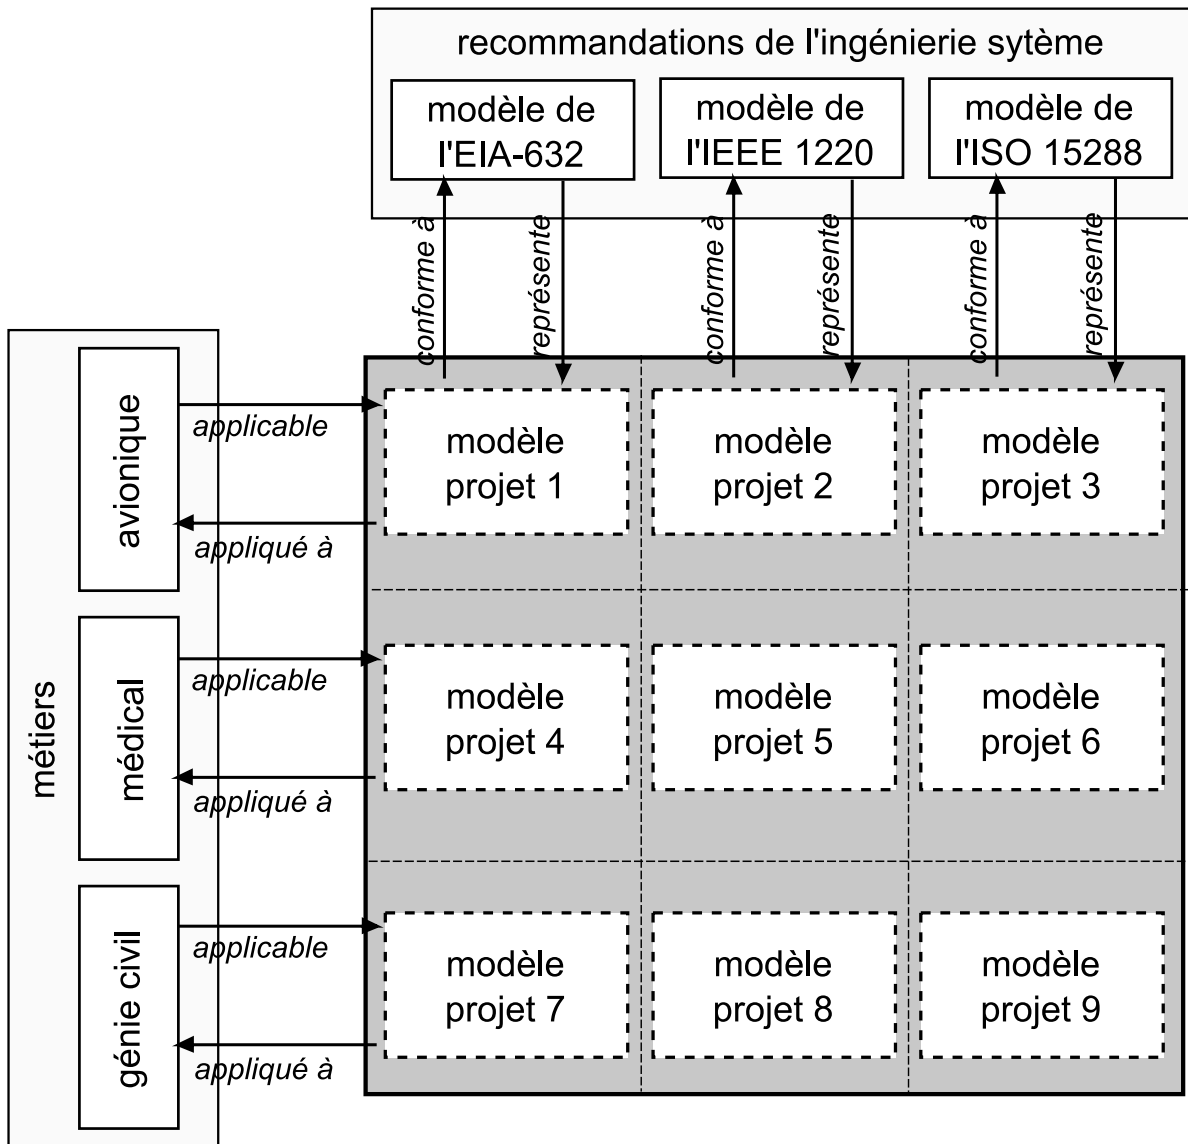 recommandations de l'ingénierie sytème
modèle de
l'EIA-632
modèle de
l'IEEE 1220
modèle de
l'ISO 15288
conforme à
représente
conforme à
représente
conforme à
représente
métiers
avionique
applicable
appliqué à
modèle
projet 1
modèle
projet 2
modèle
projet 3
médical
applicable
appliqué à
modèle
projet 4
modèle
projet 5
modèle
projet 6
génie civil
applicable
appliqué à
modèle
projet 7
modèle
projet 8
modèle
projet 9